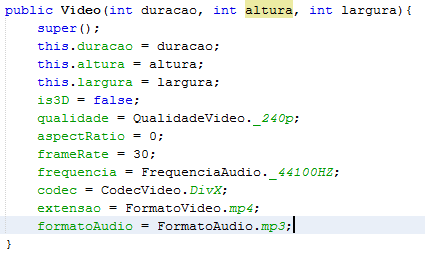 public Video(int duracao, int altura, int largura){
super();
this.duracao = duracao;
this.altura = altura;
this.largura = largura;
is3D = false;
qualidade = QualidadeVideo._240p;
aspectRatio = 0;
frameRate = 30;
frequencia = FrequenciaAudio._44100HZ;
codec = CodecVideo.DivX;
extensao = FormatoVideo.mp4;
formatoAudio = FormatoAudio.mp3;
}